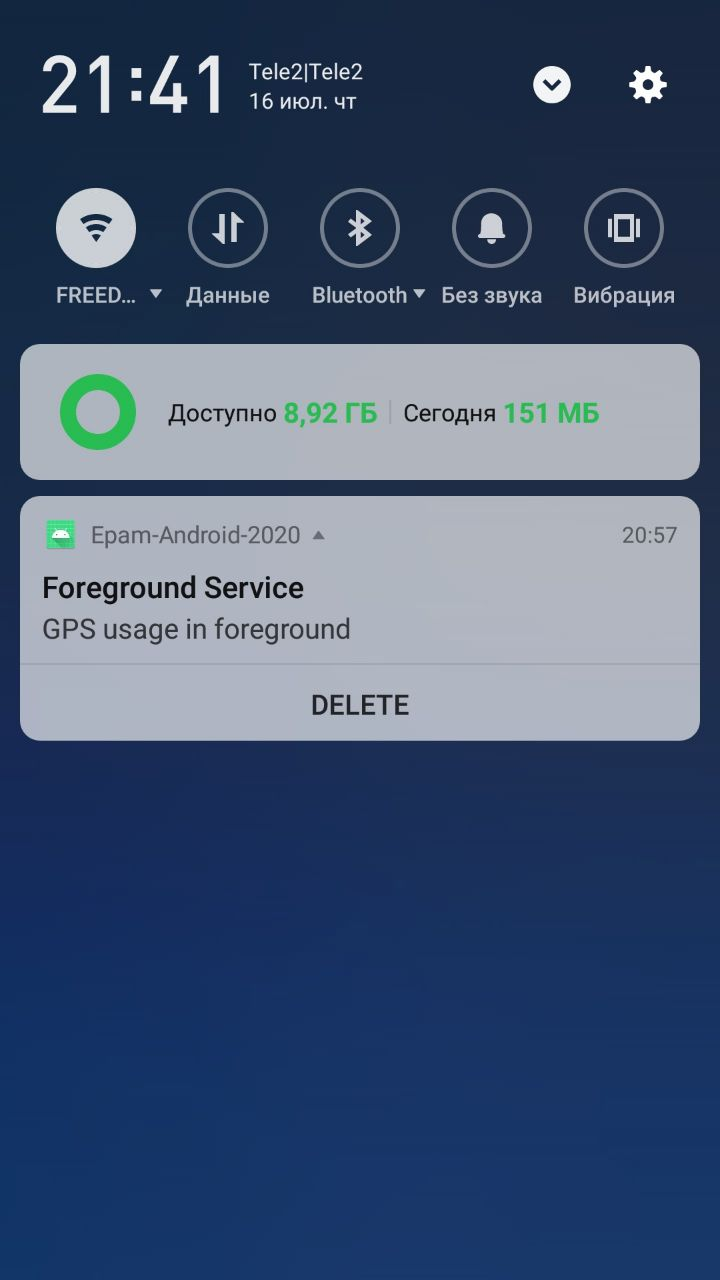 21:41
Tele2|Tele2
16 июл. чт
FREED...
Данные
Bluetooth
Без звука
Вибрация
Доступно 8,92 ГБ Сегодня 151 МБ
Epam-Android-2020 20:57
Foreground Service
GPS usage in foreground
DELETE